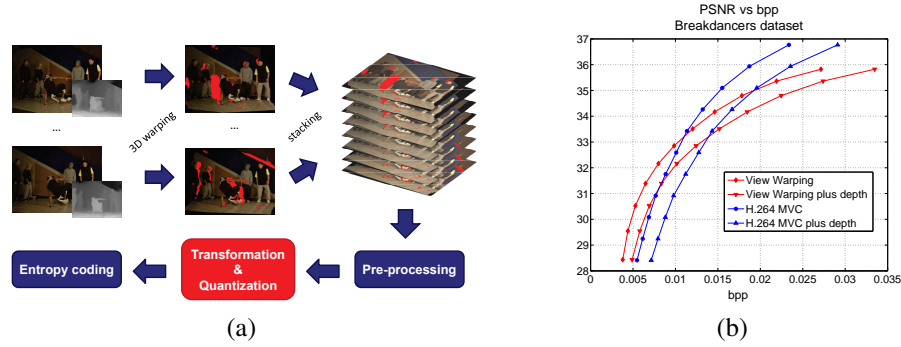 ...
3D warping
...
stacking
Pre-processing
Transformation
&
Quantization
Entropy coding
(a)
PSNR vs bpp
Breakdancers dataset
37
36
35
34
33
32
31
30
29
28
0
0.005
0.01
0.015
0.02
0.025
0.03
0.035
bpp
View Warping
View Warping plus depth
H.264 MVC
H.264 MVC plus depth
(b)